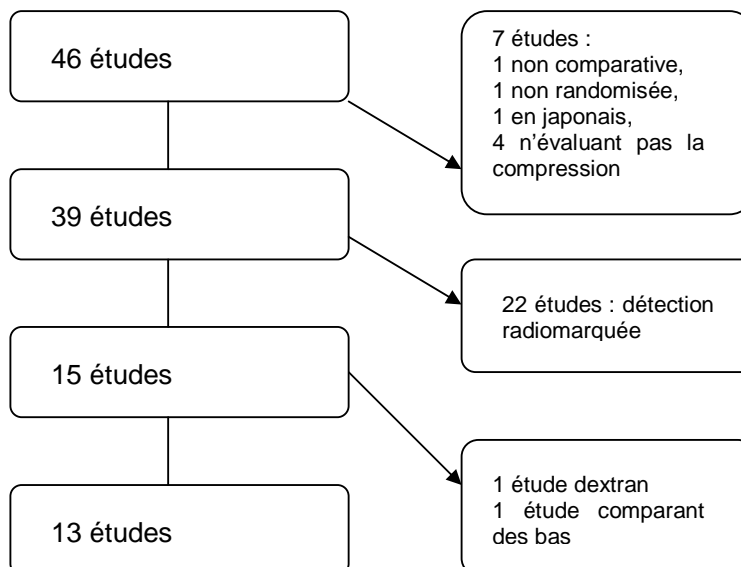 46 études
7 études :
1 non comparative,
1 non randomisée,
1 en japonais,
4 n’évaluant pas la
compression
39 études
22 études : détection
radiomarquée
15 études
1 étude dextran
1 étude comparant
des bas
13 études